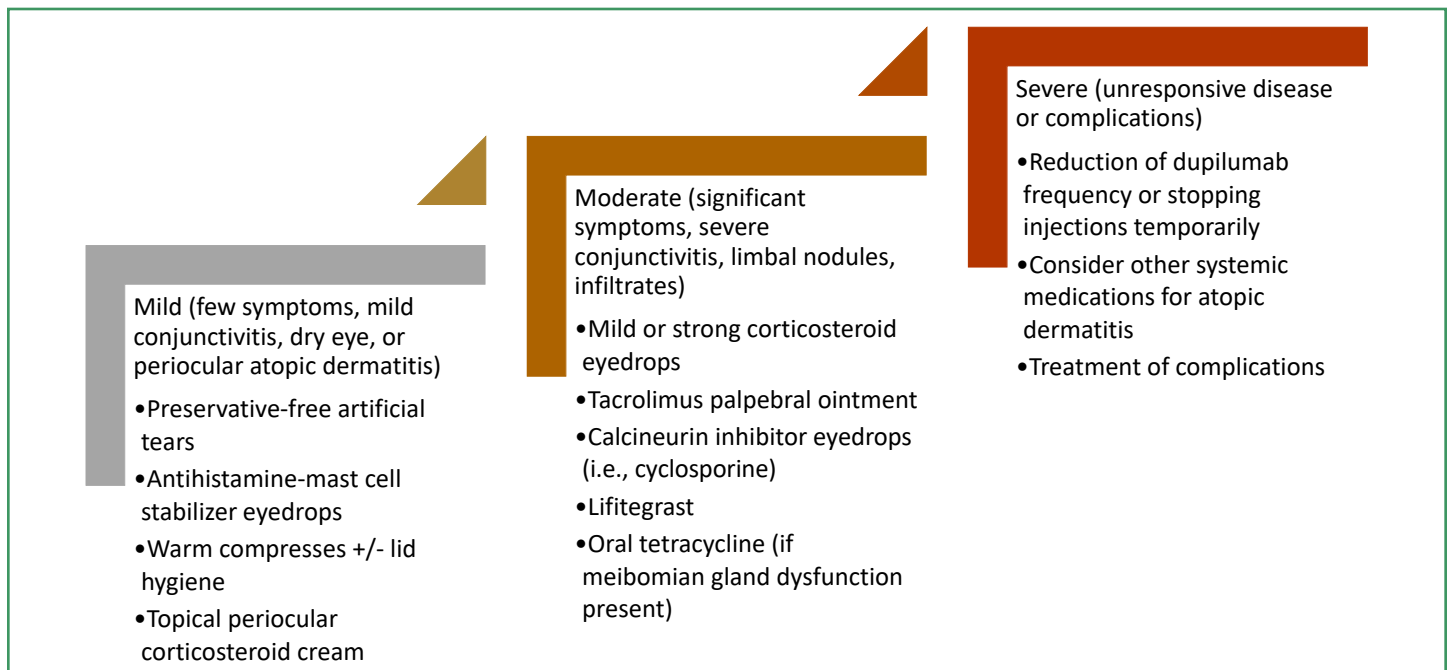 Mild (few symptoms, mild
conjunctivitis, dry eye, or
periocular atopic dermatitis)
•Preservative-free artificial
tears
•Antihistamine-mast cell
stabilizer eyedrops
•Warm compresses +/- lid
hygiene
•Topical periocular
corticosteroid cream
Moderate (significant
symptoms, severe
conjunctivitis, limbal nodules,
infiltrates)
•Mild or strong corticosteroid
eyedrops
•Tacrolimus palpebral ointment
•Calcineurin inhibitor eyedrops
(i.e., cyclosporine)
•Lifitegrast
•Oral tetracycline (if
meibomian gland dysfunction
present)
Severe (unresponsive disease
or complications)
•Reduction of dupilumab
frequency or stopping
injections temporarily
•Consider other systemic
medications for atopic
dermatitis
•Treatment of complications